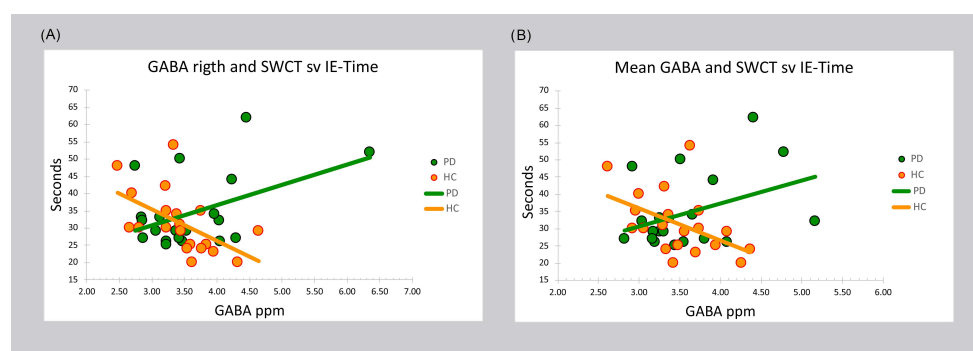 (A)
GABA rigth and SWCT sv IE-Time
70
65
60
55
50
45
40
35
30
25
20
15
Seconds
2.00 2.50 3.00 3.50 4.00 4.50 5.00 5.50 6.00 6.50 7.00
GABA ppm
PD
HC
PD
HC
(B)
Mean GABA and SWCT sv IE-Time
70
65
60
55
50
45
40
35
30
25
20
15
Seconds
2.00 2.50 3.00 3.50 4.00 4.50 5.00 5.50 6.00
GABA ppm
PD
HC
PD
HC